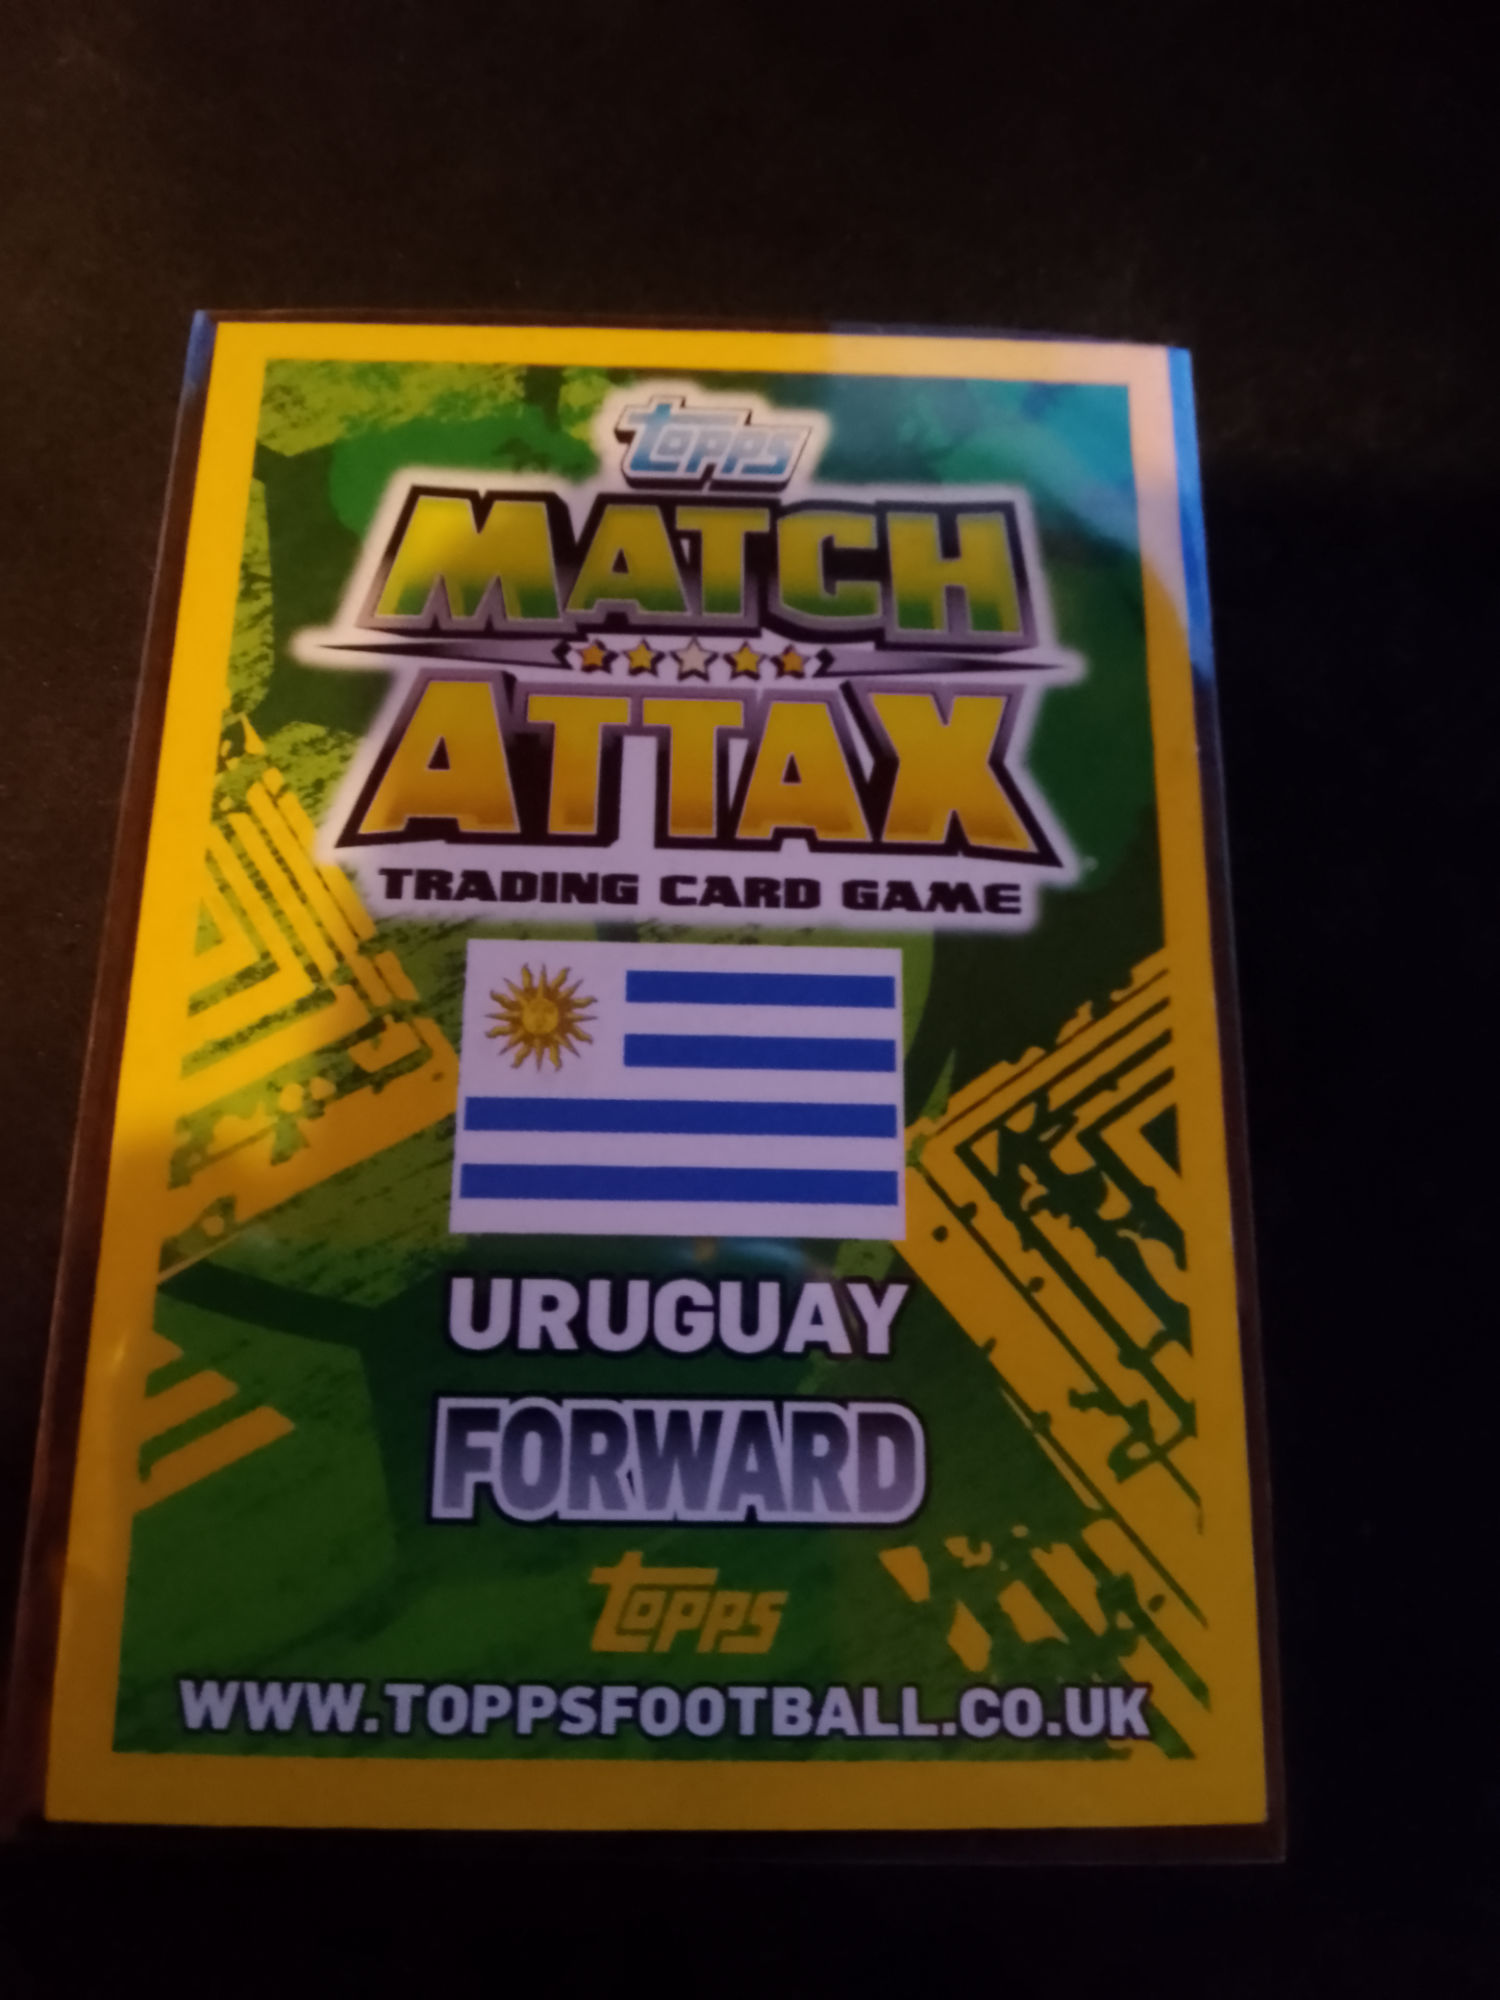 topps
MATCH
ATTAX
TRADING CARD GAME
URUGUAY
FORWARD
topps
WWW.TOPPSFOOTBALL.CO.UK